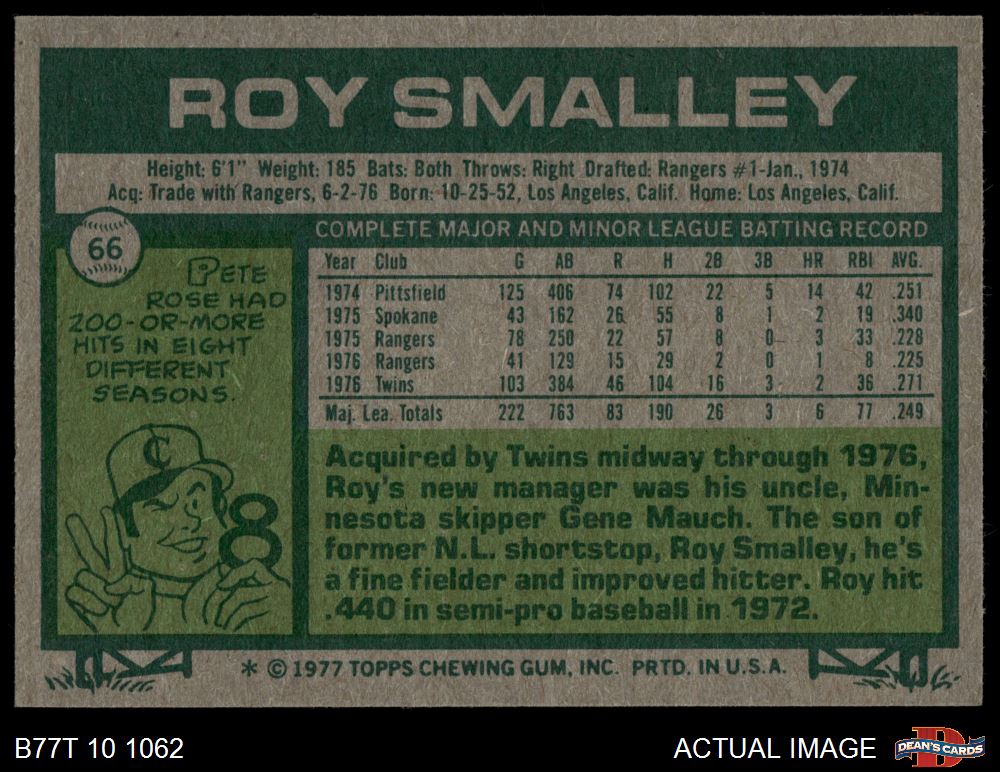 ROY SMALLEY
Height: 6'1" Weight: 185 Bats: Both Throws: Right Drafted: Rangers #1-Jan., 1974
Acq: Trade with Rangers, 6-2-76 Born: 10-25-52, Los Angeles, Calif. Home: Los Angeles, Calif.
66
PETE
ROSE HAD
200-OR-MORE
HITS IN EIGHT
DIFFERENT
SEASONS.
C
8
COMPLETE MAJOR AND MINOR LEAGUE BATTING RECORD
Year Club G AB R H 2B 3B HR RBI AVG.
1974 Pittsfield 125 406 74 102 22 5 14 42 .251
1975 Spokane 43 162 26 55 8 1 2 19 .340
1975 Rangers 78 250 22 57 8 0 3 33 .228
1976 Rangers 41 129 15 29 2 0 1 8 .225
1976 Twins 103 384 46 104 16 3 2 36 .271
Maj. Lea. Totals 222 763 83 190 26 3 6 77 .249
Acquired by Twins midway through 1976,
Roy's new manager was his uncle, Min-
nesota skipper Gene Mauch. The son of
former N.L. shortstop, Roy Smalley, he's
a fine fielder and improved hitter. Roy hit
.440 in semi-pro baseball in 1972.
* © 1977 TOPPS CHEWING GUM, INC. PRTD. IN U.S.A.
B77T 10 1062
ACTUAL IMAGE
D
DEAN'S CARDS